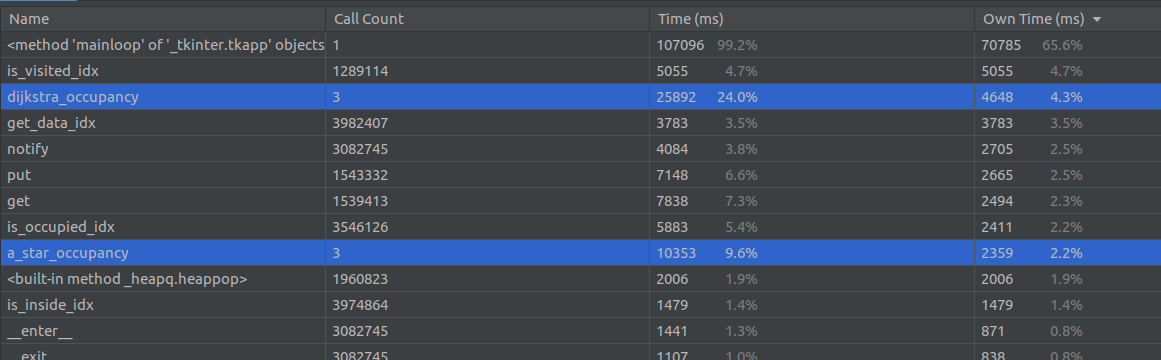 Name Call Count Time (ms) Own Time (ms)
<method 'mainloop' of '_tkinter.tkapp' objects 1 107096 99.2% 70785 65.6%
is_visited_idx 1289114 5055 4.7% 5055 4.7%
dijkstra_occupancy 3 25892 24.0% 4648 4.3%
get_data_idx 3982407 3783 3.5% 3783 3.5%
notify 3082745 4084 3.8% 2705 2.5%
put 1543332 7148 6.6% 2665 2.5%
get 1539413 7838 7.3% 2494 2.3%
is_occupied_idx 3546126 5883 5.4% 2411 2.2%
a_star_occupancy 3 10353 9.6% 2359 2.2%
<built-in method _heapq.heappop> 1960823 2006 1.9% 2006 1.9%
is_inside_idx 3974864 1479 1.4% 1479 1.4%
__enter__ 3082745 1441 1.3% 871 0.8%
__exit__ 3082745 1107 1.0% 838 0.8%